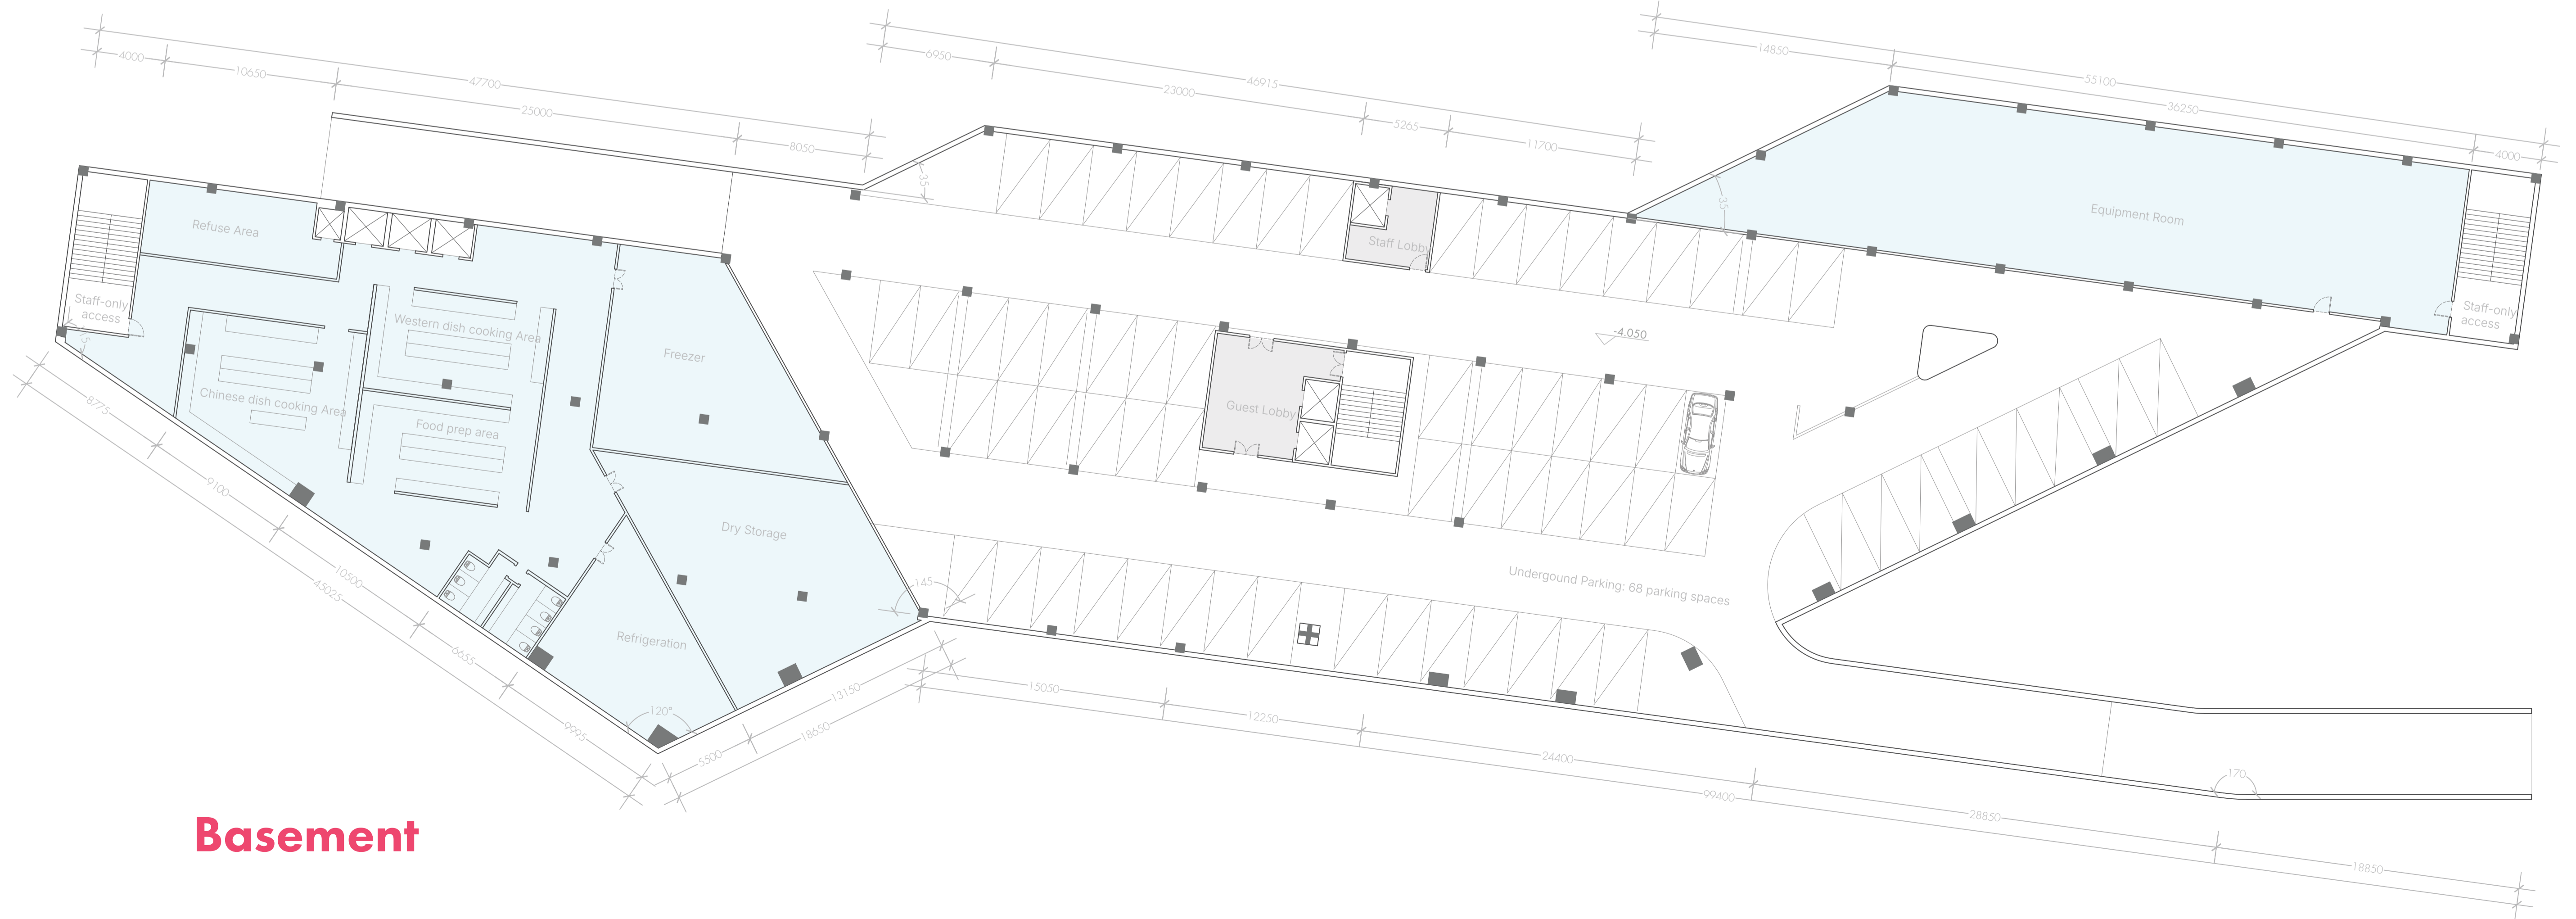 14850
55100
36250
4000
6950
46915
23000
5265
11700
4000
10650
47700
25000
8050
35
35
Refuse Area
Staff Lobby
Equipment Room
Staff-only
access
Western dish cooking Area
Freezer
-4.050
Staff-only
access
Chinese dish cooking Area
Food prep area
Guest Lobby
8775
9100
10500
45025
6655
9995
Dry Storage
145
Undergound Parking: 68 parking spaces
Refrigeration
120°
5500
13150
18650
15050
12250
24400
99400
28850
18850
170
Basement